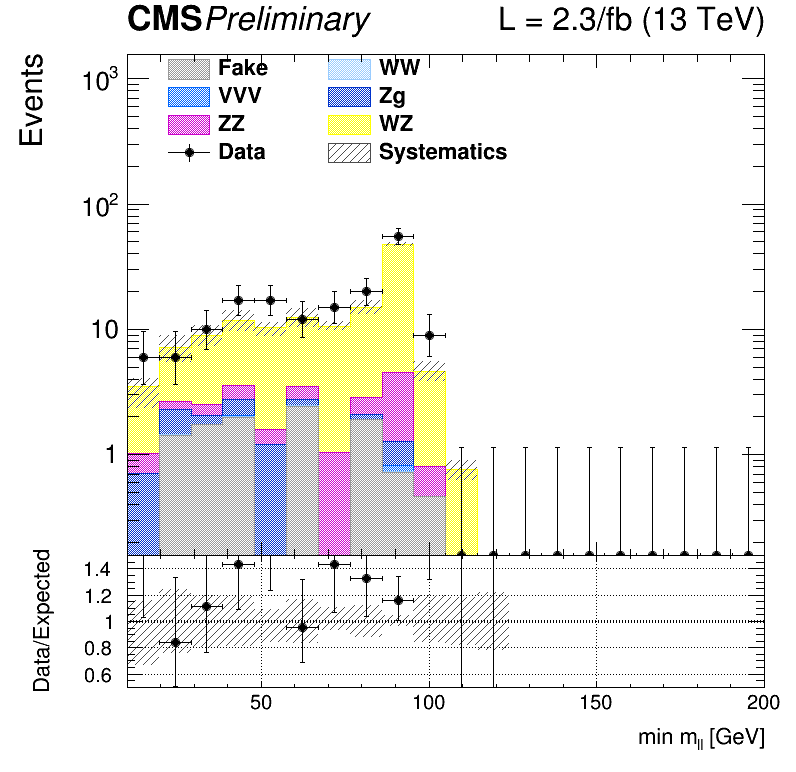 CMS Preliminary L = 2.3/fb (13 TeV)
Events
10³
10²
10
1
Fake WW
VVV Zg
ZZ WZ
Data Systematics
Data/Expected
1.4
1.2
1
0.8
0.6
50 100 150 200
min m_ll [GeV]